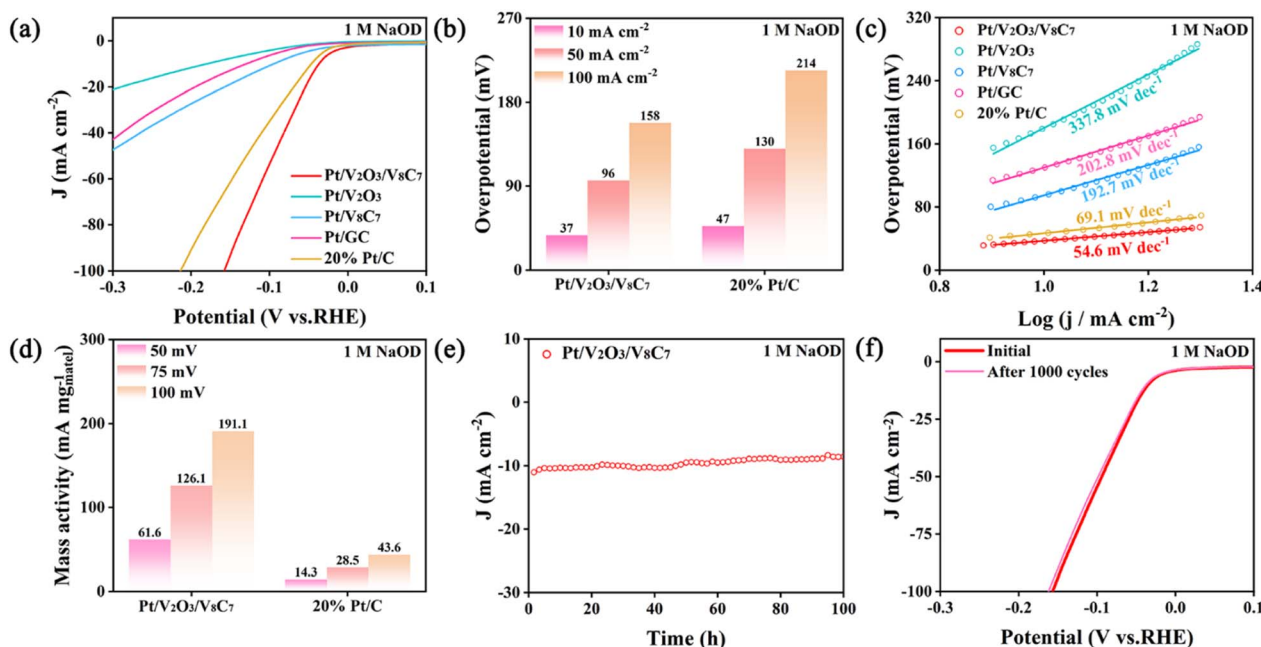 (a)
1 M NaOD
J (mA cm⁻²)
0
-20
-40
-60
-80
-100
Pt/V₂O₃/V₈C₇
Pt/V₂O₃
Pt/V₈C₇
Pt/GC
20% Pt/C
-0.3 -0.2 -0.1 0.0 0.1
Potential (V vs.RHE)
(b)
1 M NaOD
10 mA cm⁻²
50 mA cm⁻²
100 mA cm⁻²
Overpotential (mV)
270
180
90
0
37 96 158 47 130 214
Pt/V₂O₃/V₈C₇ 20% Pt/C
(c)
1 M NaOD
Pt/V₂O₃/V₈C₇
Pt/V₂O₃
Pt/V₈C₇
Pt/GC
20% Pt/C
Overpotential (mV)
320
240
160
80
0
337.8 mV dec⁻¹
202.8 mV dec⁻¹
192.7 mV dec⁻¹
69.1 mV dec⁻¹
54.6 mV dec⁻¹
0.8 1.0 1.2 1.4
Log (j / mA cm⁻²)
(d)
1 M NaOD
50 mV
75 mV
100 mV
Mass activity (mA mg⁻¹matel)
300
200
100
0
61.6 126.1 191.1 14.3 28.5 43.6
Pt/V₂O₃/V₈C₇ 20% Pt/C
(e)
Pt/V₂O₃/V₈C₇
1 M NaOD
J (mA cm⁻²)
10
0
-10
-20
-30
0 20 40 60 80 100
Time (h)
(f)
Initial
After 1000 cycles
1 M NaOD
J (mA cm⁻²)
0
-25
-50
-75
-100
-0.3 -0.2 -0.1 0.0 0.1
Potential (V vs.RHE)